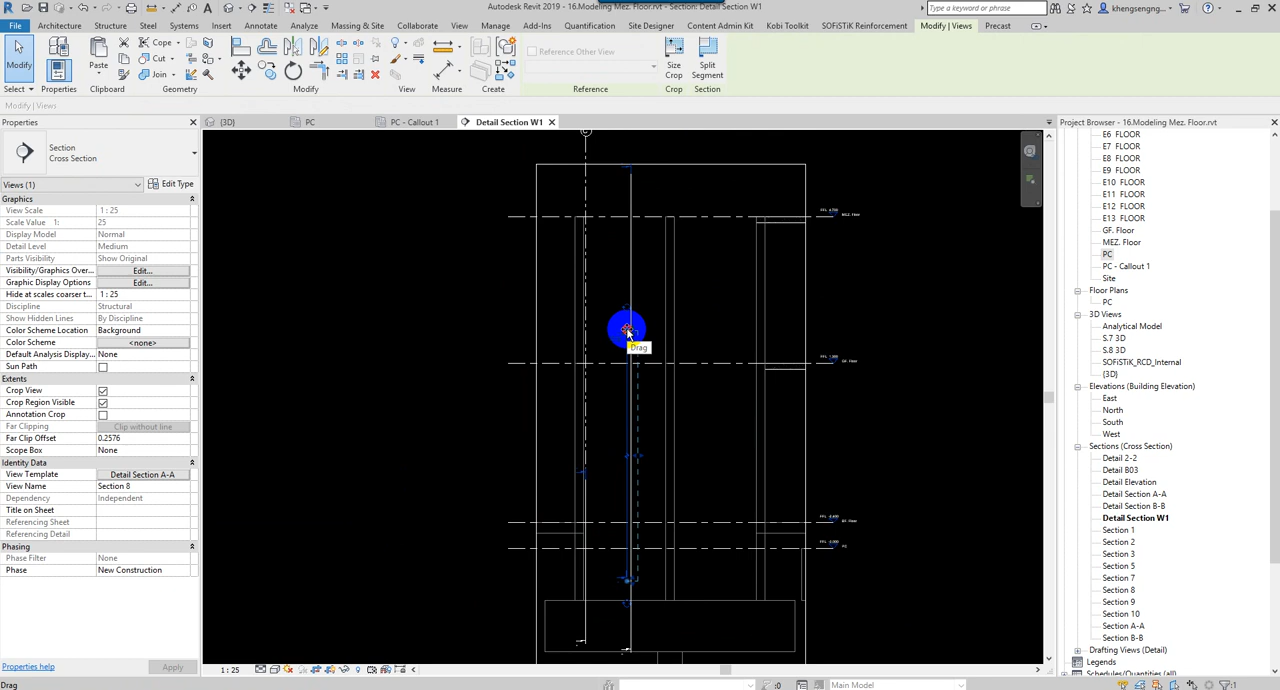 Autodesk Revit 2019 - 16.Modeling Mez. Floor.rvt - Section: Detail Section W1
Type a keyword or phrase
khengsengng...
File Architecture Structure Steel Systems Insert Annotate Analyze Massing & Site Collaborate View Manage Add-Ins Quantification Site Designer Content Admin Kit Kobi Toolkit SOFiSTiK Reinforcement Modify | Views Precast
Modify
Paste
Cope
Cut
Join
Reference Other View
Size Crop
Split Segment
Select Properties Clipboard Geometry Modify View Measure Create Reference Crop Section
Modify | Views
Properties
{3D}
PC
PC - Callout 1
Detail Section W1
Project Browser - 16.Modeling Mez. Floor.rvt
Section
Cross Section
Views (1)
Edit Type
Graphics
View Scale 1 : 25
Scale Value 1: 25
Display Model Normal
Detail Level Medium
Parts Visibility Show Original
Visibility/Graphics Over... Edit...
Graphic Display Options Edit...
Hide at scales coarser t... 1 : 25
Discipline Structural
Show Hidden Lines By Discipline
Color Scheme Location Background
Color Scheme <none>
Default Analysis Display... None
Sun Path
Extents
Crop View
Crop Region Visible
Annotation Crop
Far Clipping Clip without line
Far Clip Offset 0.2576
Scope Box None
Identity Data
View Template Detail Section A-A
View Name Section 8
Dependency Independent
Title on Sheet
Referencing Sheet
Referencing Detail
Phasing
Phase Filter None
Phase New Construction
Properties help
Apply
Drag
MEZ. Floor
GF. Floor
PC
E6 FLOOR
E7 FLOOR
E8 FLOOR
E9 FLOOR
E10 FLOOR
E11 FLOOR
E12 FLOOR
E13 FLOOR
GF. Floor
MEZ. Floor
PC
PC - Callout 1
Site
Floor Plans
PC
3D Views
Analytical Model
S.7 3D
S.8 3D
SOFiSTiK_RCD_Internal
{3D}
Elevations (Building Elevation)
East
North
South
West
Sections (Cross Section)
Detail 2-2
Detail B03
Detail Elevation
Detail Section A-A
Detail Section B-B
Detail Section W1
Section 1
Section 2
Section 3
Section 5
Section 7
Section 8
Section 9
Section 10
Section A-A
Section B-B
Drafting Views (Detail)
Legends
Schedules/Quantities (all)
1 : 25
Drag
:0
Main Model
:1